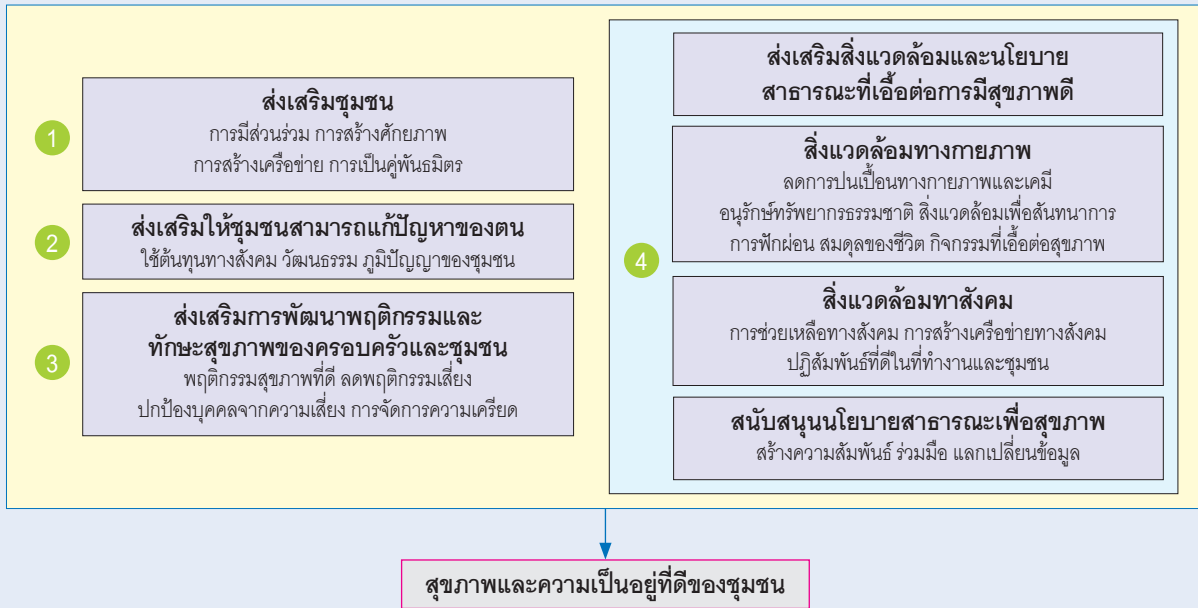 1
ส่งเสริมชุมชน
การมีส่วนร่วม การสร้างศักยภาพ
การสร้างเครือข่าย การเป็นคู่พันธมิตร
2
ส่งเสริมให้ชุมชนสามารถแก้ปัญหาของตน
ใช้ต้นทุนทางสังคม วัฒนธรรม ภูมิปัญญาของชุมชน
3
ส่งเสริมการพัฒนาพฤติกรรมและ
ทักษะสุขภาพของครอบครัวและชุมชน
พฤติกรรมสุขภาพที่ดี ลดพฤติกรรมเสี่ยง
ปกป้องบุคคลจากความเสี่ยง การจัดการความเครียด
4
ส่งเสริมสิ่งแวดล้อมและนโยบาย
สาธารณะที่เอื้อต่อการมีสุขภาพดี
สิ่งแวดล้อมทางกายภาพ
ลดการปนเปื้อนทางกายภาพและเคมี
อนุรักษ์ทรัพยากรธรรมชาติ สิ่งแวดล้อมเพื่อสันทนาการ
การฟักผ่อน สมดุลของชีวิต กิจกรรมที่เอื้อต่อสุขภาพ
สิ่งแวดล้อมทาสังคม
การช่วยเหลือทางสังคม การสร้างเครือข่ายทางสังคม
ปฏิสัมพันธ์ที่ดีในที่ทำงานและชุมชน
สนับสนุนนโยบายสาธารณะเพื่อสุขภาพ
สร้างความสัมพันธ์ ร่วมมือ แลกเปลี่ยนข้อมูล
สุขภาพและความเป็นอยู่ที่ดีของชุมชน